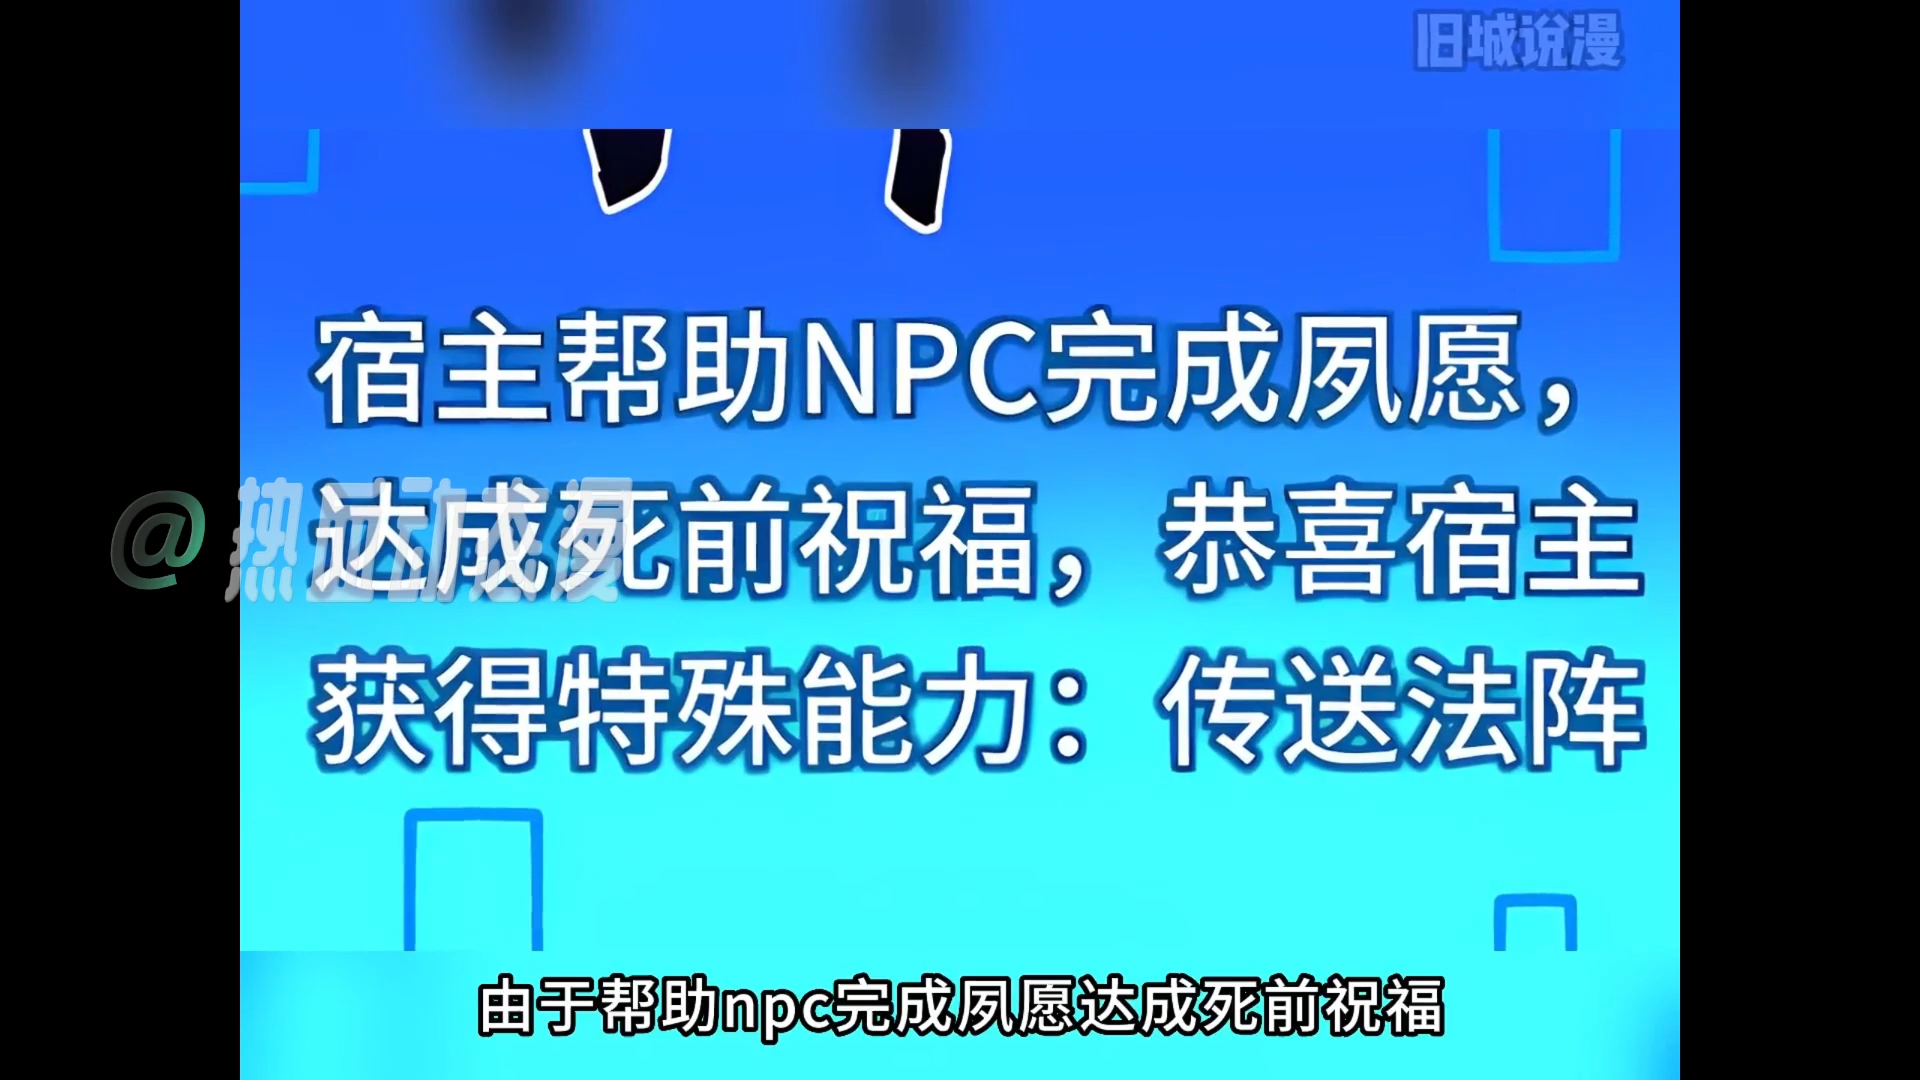 旧城说漫
宿主帮助NPC完成夙愿，
达成死前祝福，恭喜宿主
获得特殊能力：传送法阵
由于帮助npc完成夙愿达成死前祝福